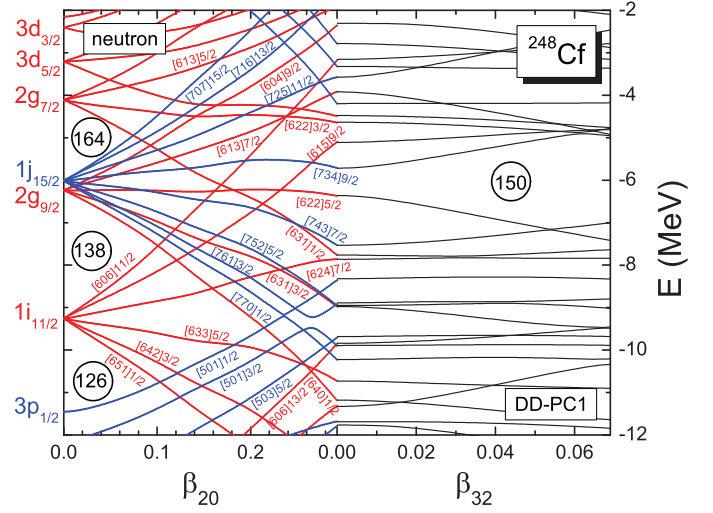 neutron
²⁴⁸Cf
DD-PC1
3d3/2
3d5/2
2g7/2
164
1j15/2
2g9/2
138
1i11/2
126
3p1/2
150
[613]5/2
[707]15/2
[716]13/2
[604]9/2
[725]11/2
[622]3/2
[613]7/2
[615]9/2
[734]9/2
[622]5/2
[743]7/2
[606]11/2
[631]1/2
[752]5/2
[624]7/2
[761]3/2
[631]3/2
[770]1/2
[633]5/2
[501]1/2
[642]3/2
[501]3/2
[651]1/2
[503]5/2
[640]1/2
[606]13/2
-2
-4
-6
-8
-10
-12
E (MeV)
0.0 0.1 0.2 0.00 0.02 0.04 0.06
β20 β32